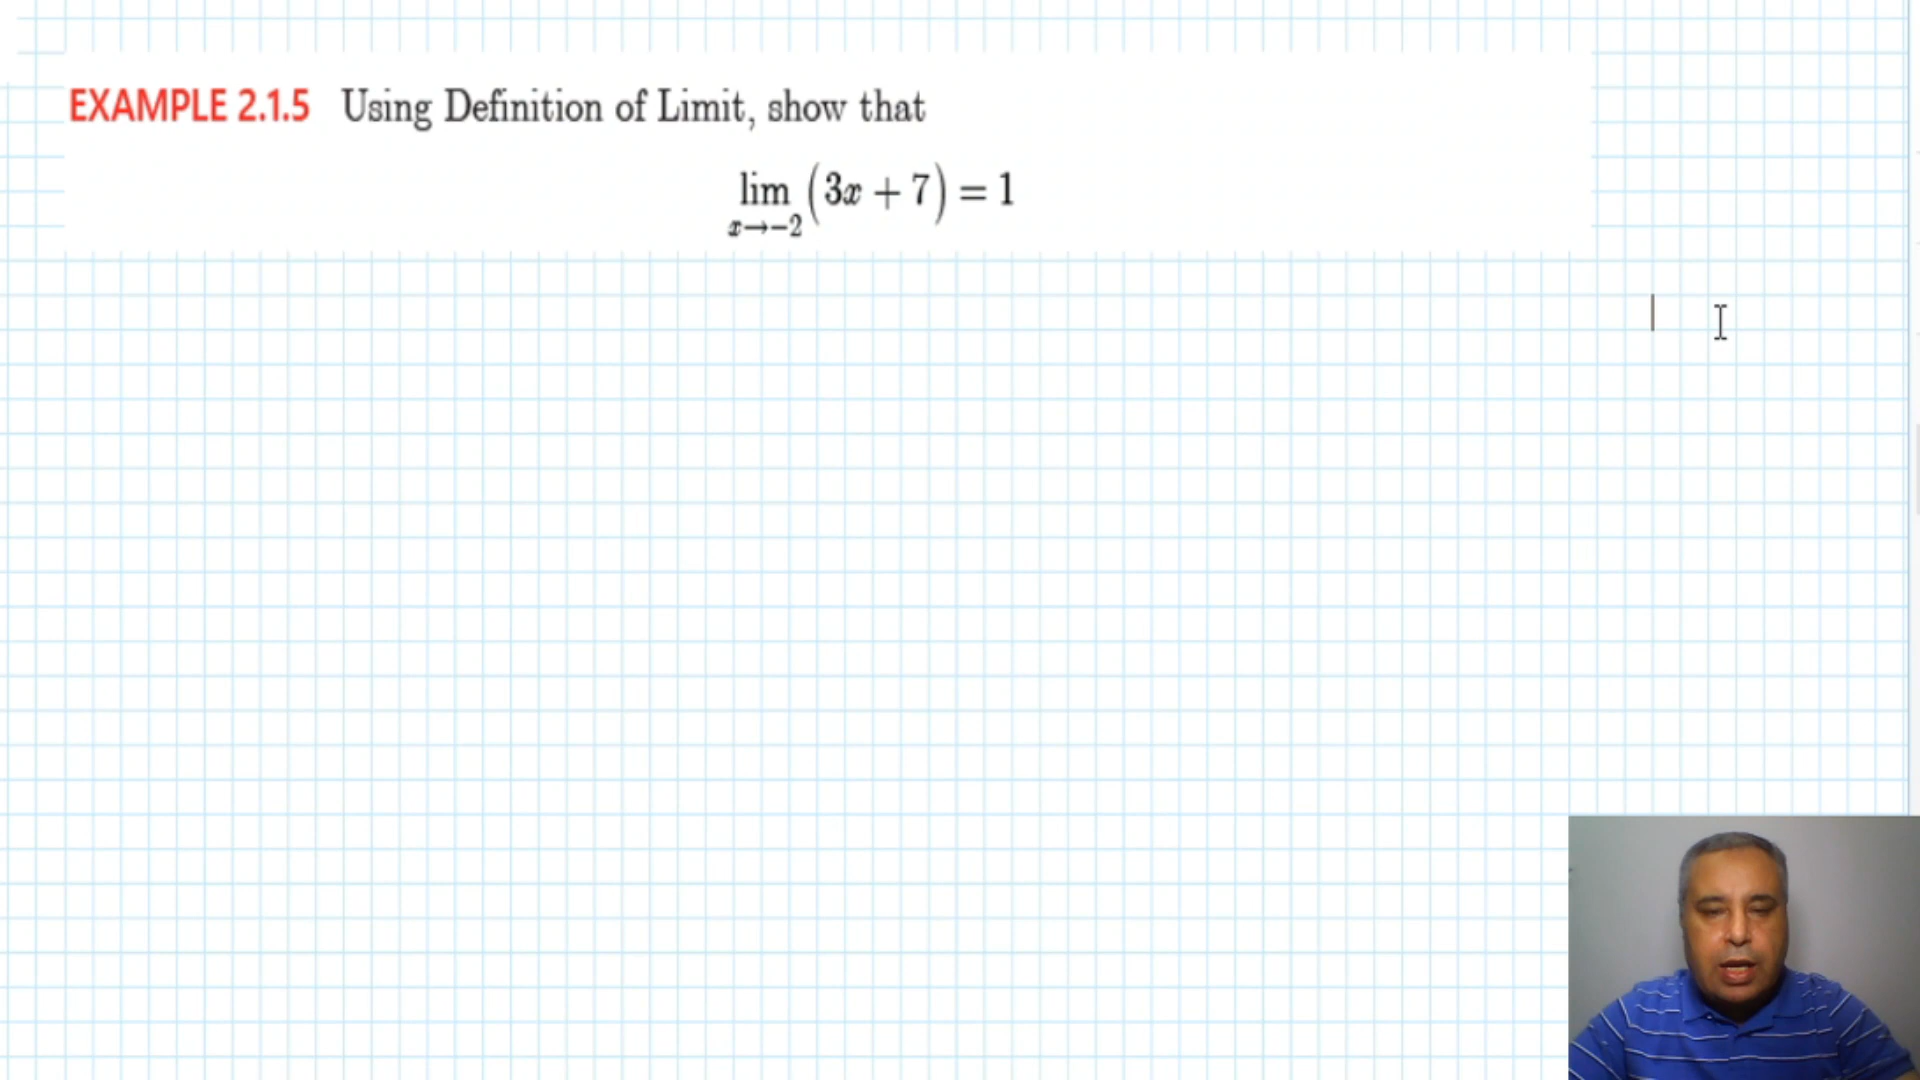 EXAMPLE 2.1.5 Using Definition of Limit, show that
lim (3x + 7) = 1
x→−2